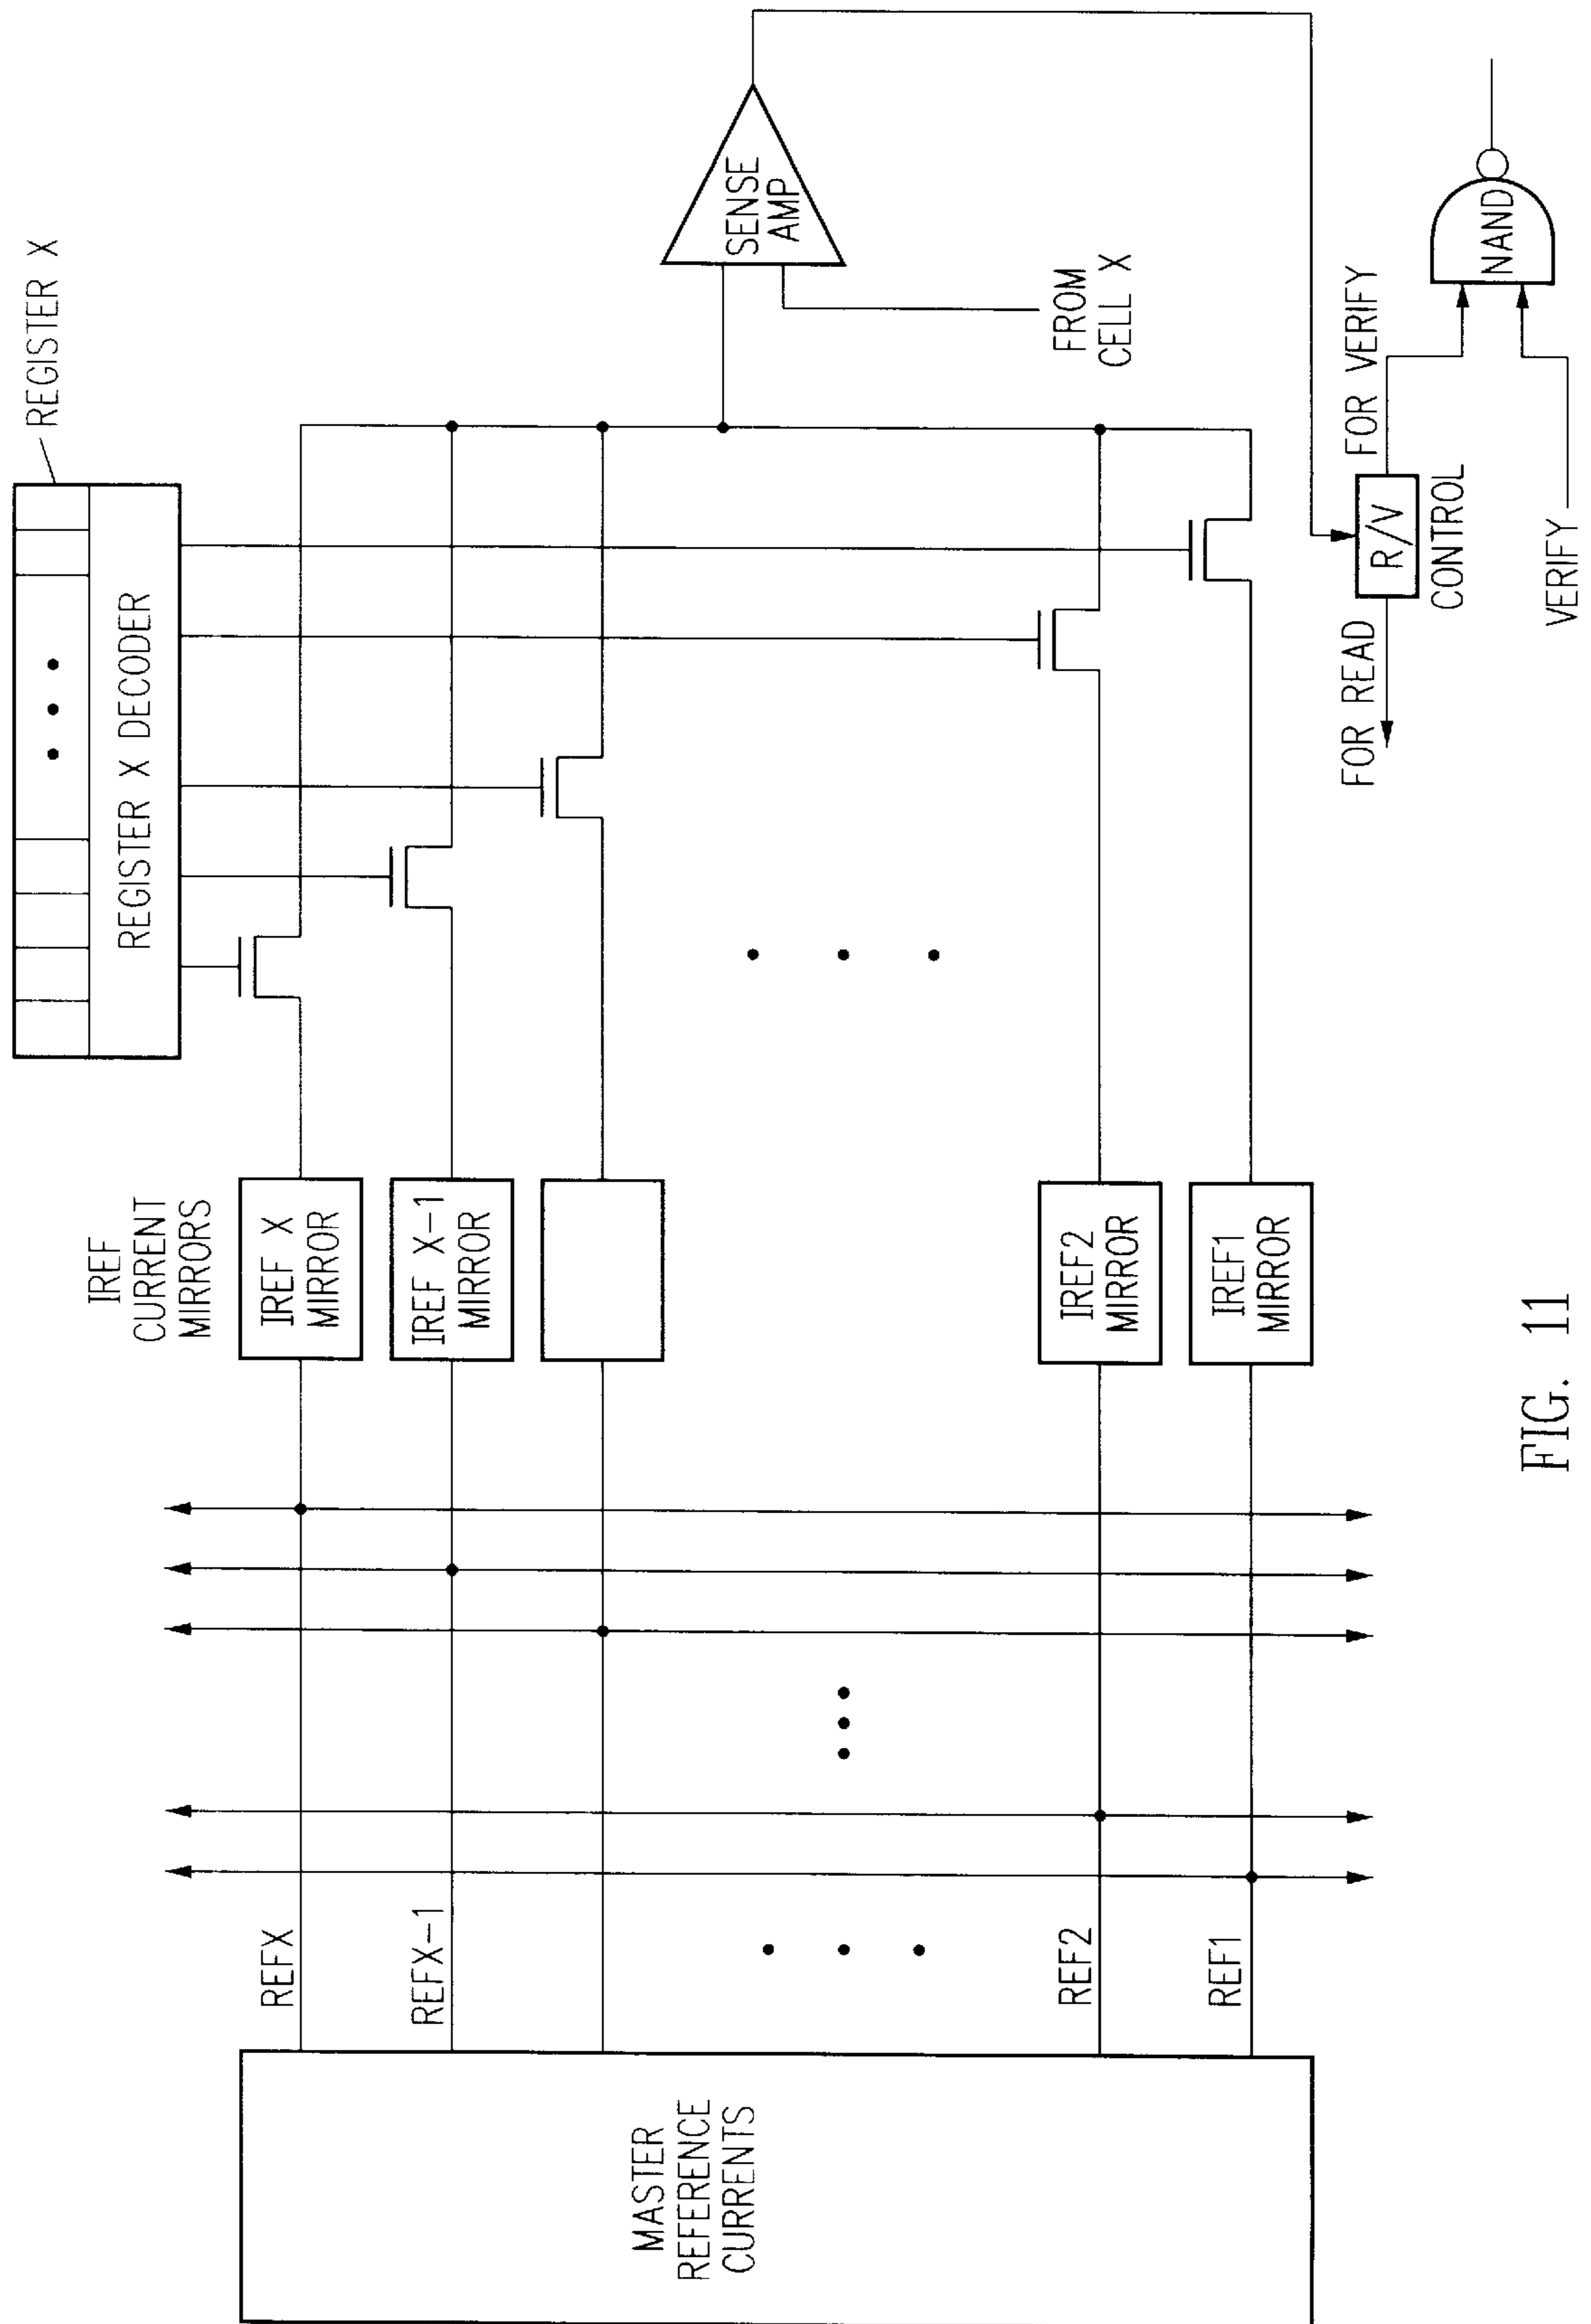 REGISTER X
REGISTER X DECODER
IREF
CURRENT
MIRRORS
IREF X
MIRROR
IREF X-1
MIRROR
IREF2
MIRROR
IREF1
MIRROR
REFX
REFX-1
REF2
REF1
MASTER
REFERENCE
CURRENTS
SENSE
AMP
FROM
CELL X
FOR READ
R/V
CONTROL
FOR VERIFY
VERIFY
NAND
FIG. 11